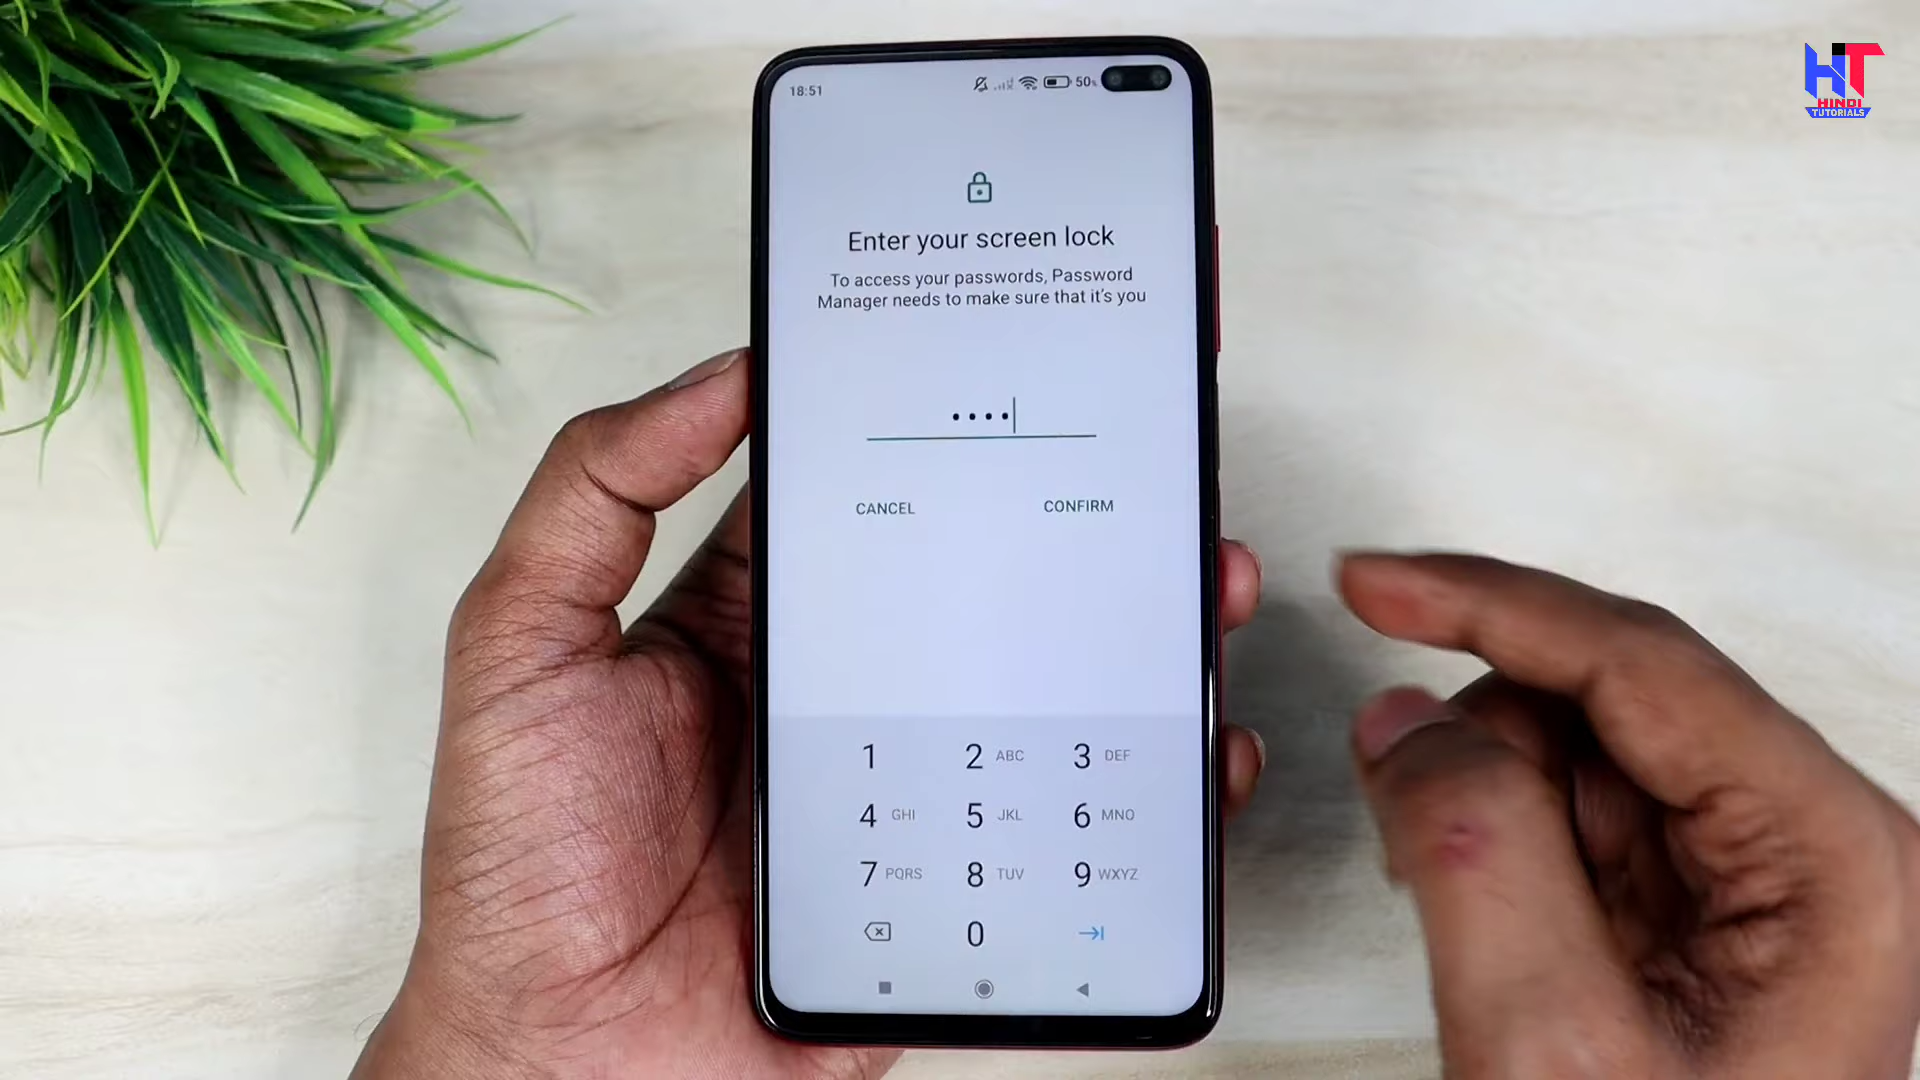 18:51
50%
HT
HINDI
TUTORIALS
Enter your screen lock
To access your passwords, Password
Manager needs to make sure that it's you
••••
CANCEL CONFIRM
1 2 ABC 3 DEF
4 GHI 5 JKL 6 MNO
7 PQRS 8 TUV 9 WXYZ
0